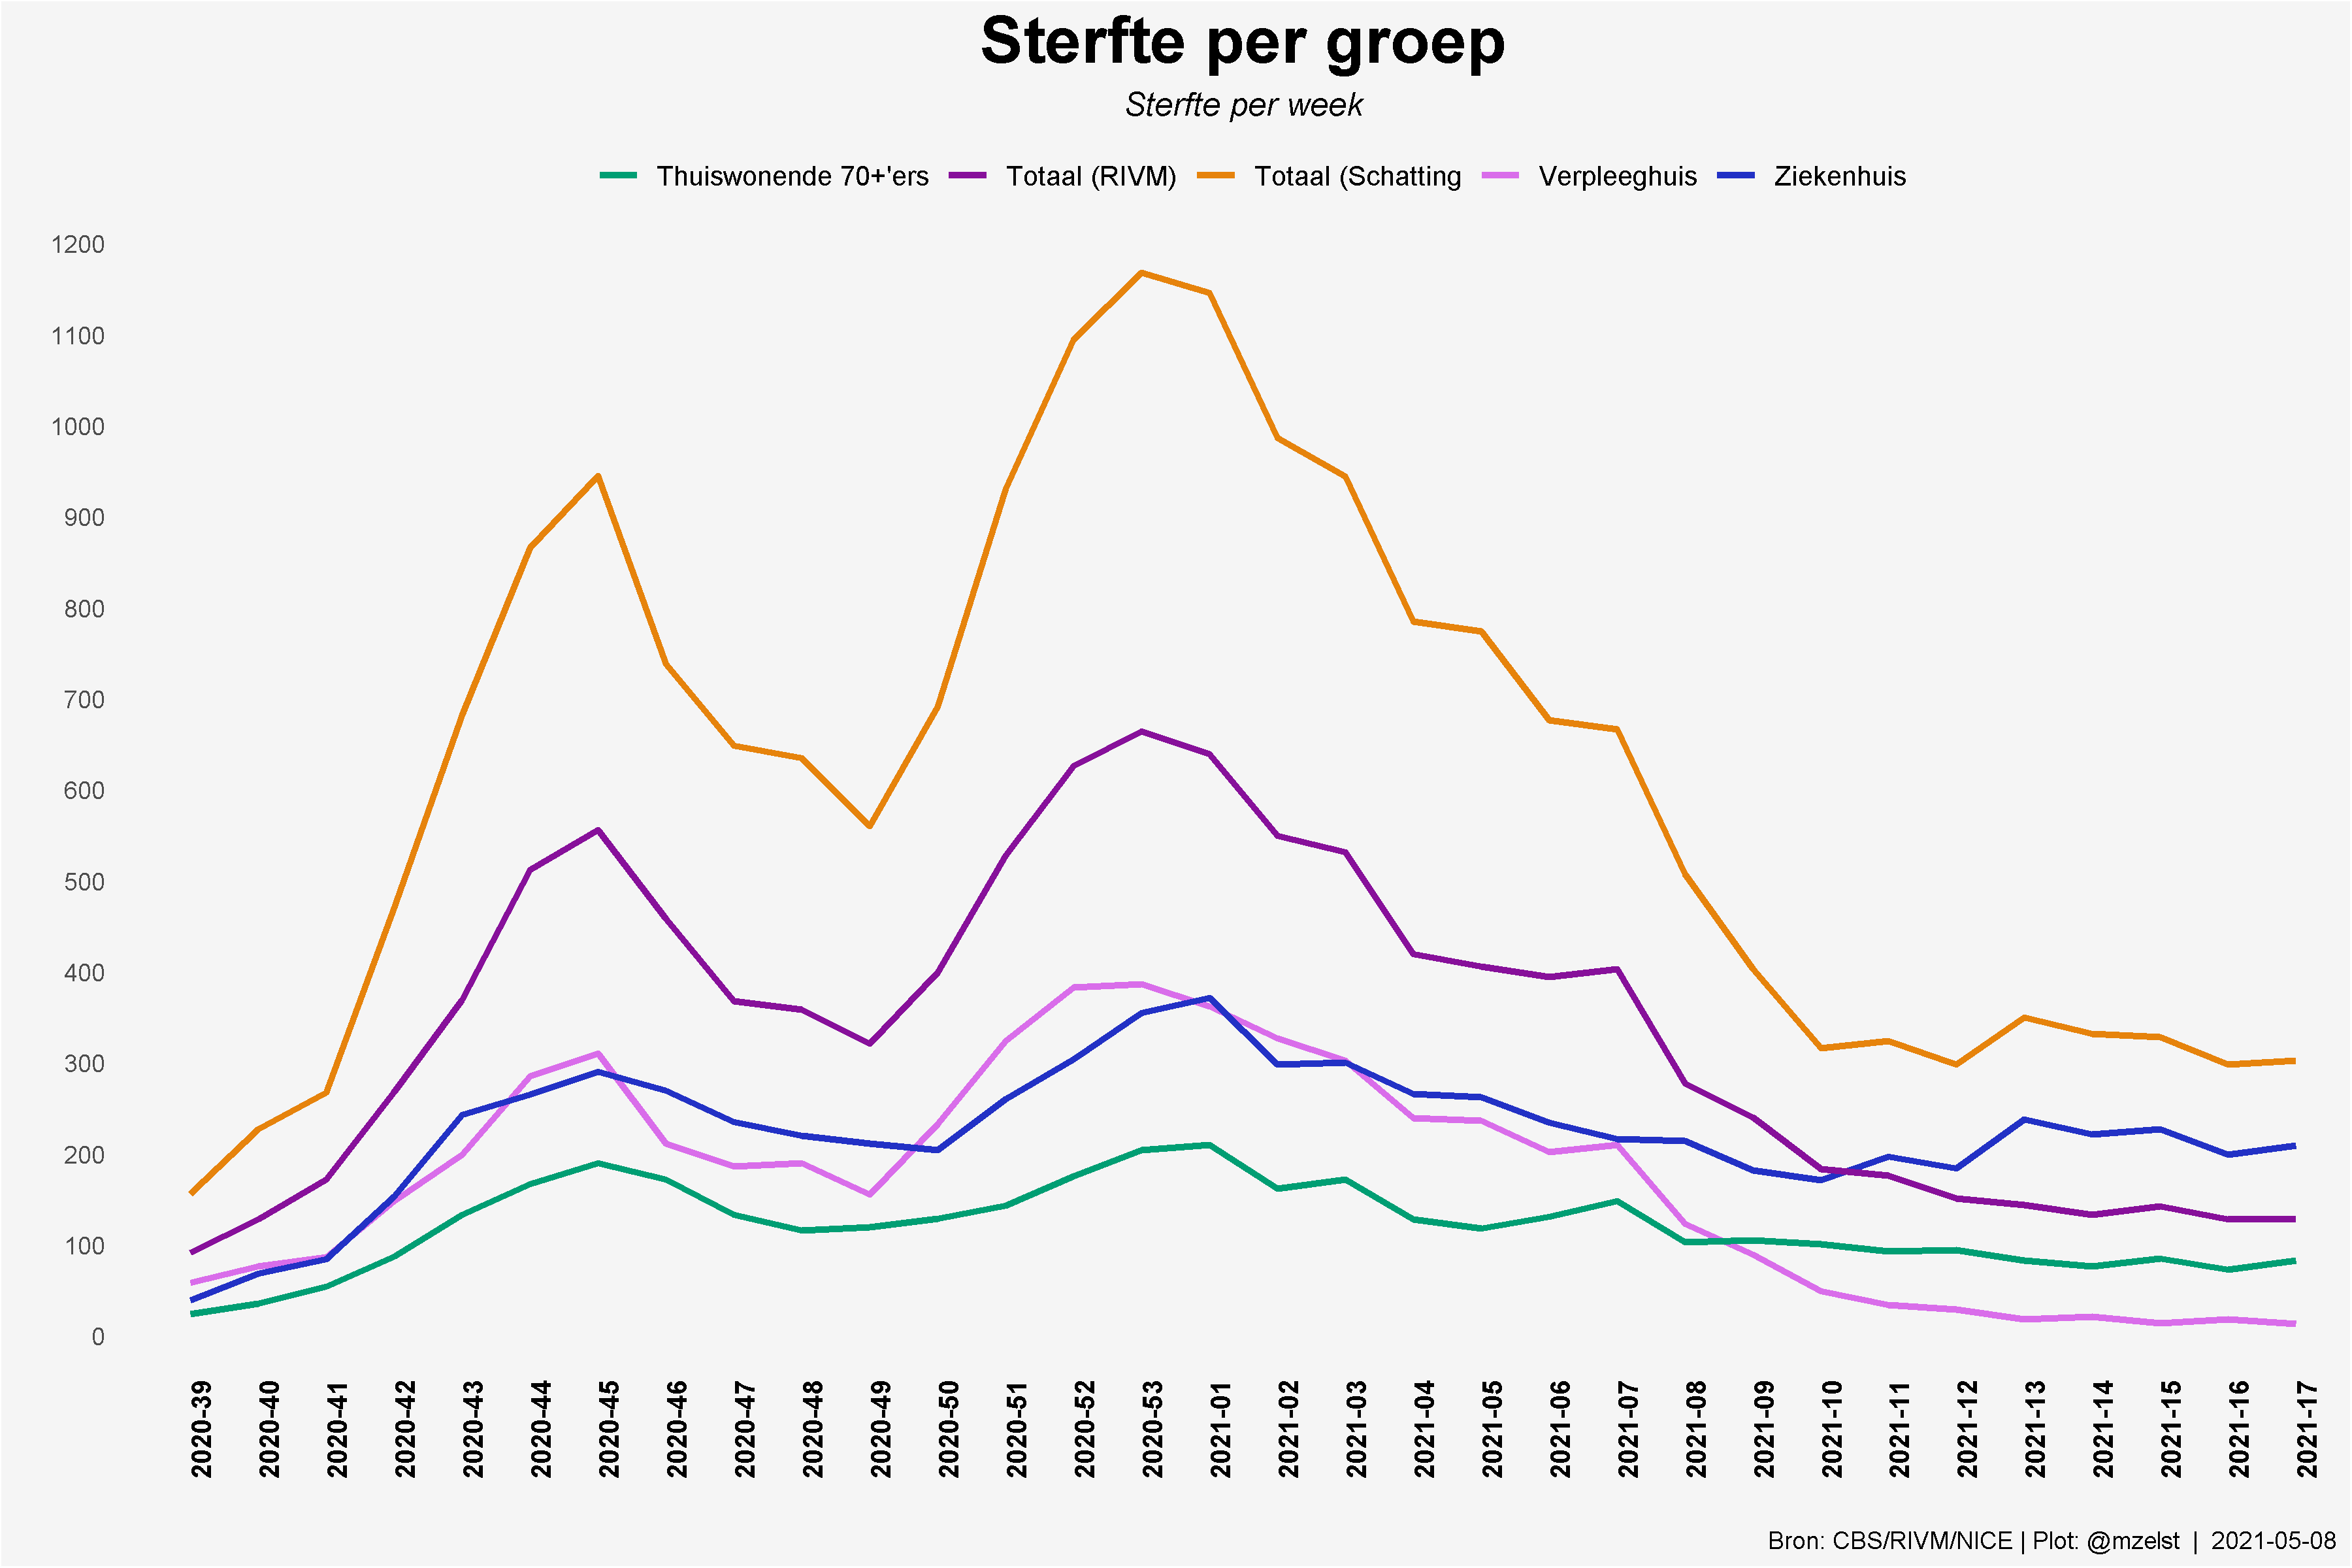 Sterfte per groep
Sterfte per week
Thuiswonende 70+'ers Totaal (RIVM) Totaal (Schatting Verpleeghuis Ziekenhuis
1200
1100
1000
900
800
700
600
500
400
300
200
100
0
2020-39 2020-40 2020-41 2020-42 2020-43 2020-44 2020-45 2020-46 2020-47 2020-48 2020-49 2020-50 2020-51 2020-52 2020-53 2021-01 2021-02 2021-03 2021-04 2021-05 2021-06 2021-07 2021-08 2021-09 2021-10 2021-11 2021-12 2021-13 2021-14 2021-15 2021-16 2021-17
Bron: CBS/RIVM/NICE | Plot: @mzelst | 2021-05-08